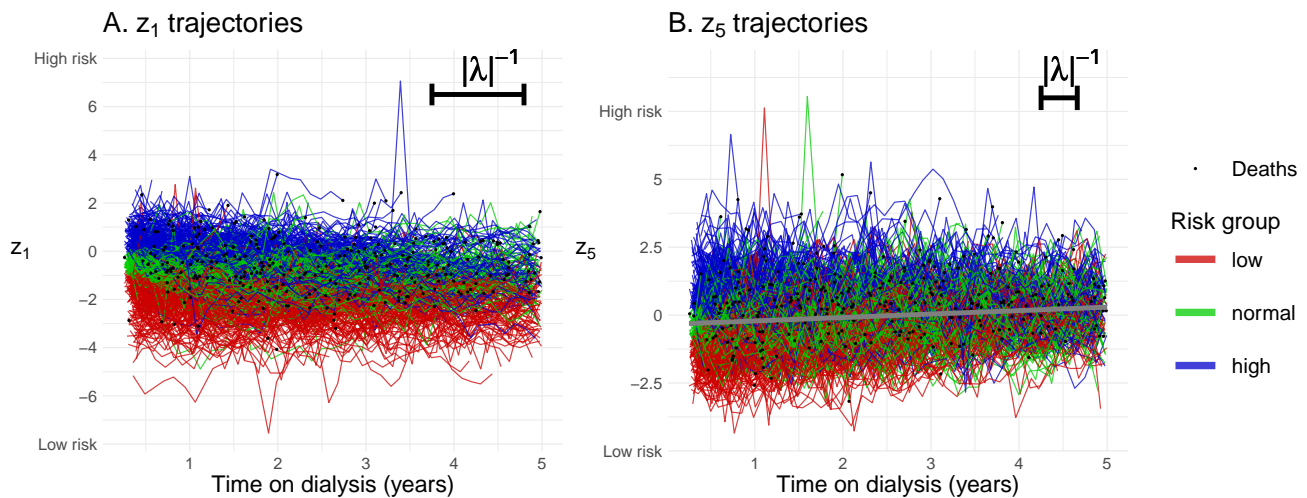 A. z₁ trajectories
High risk
6
4
2
0
−2
−4
−6
Low risk
z₁
|λ|⁻¹
1 2 3 4 5
Time on dialysis (years)
B. z₅ trajectories
High risk
5
2.5
0
−2.5
Low risk
z₅
|λ|⁻¹
1 2 3 4 5
Time on dialysis (years)
Deaths
Risk group
low
normal
high